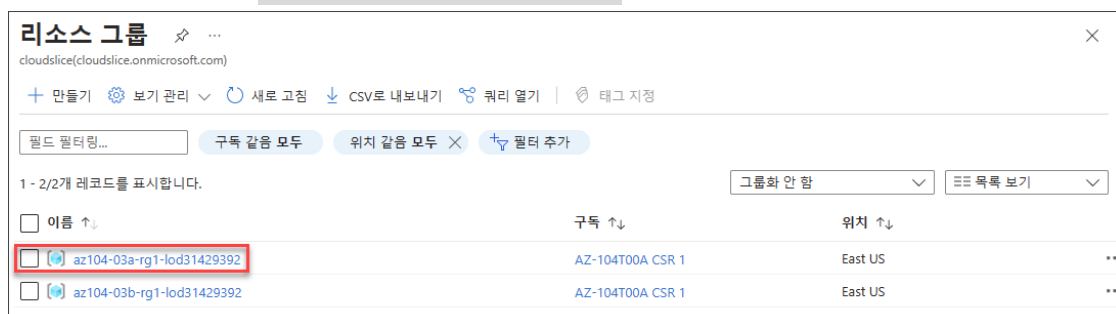 리소스 그룹 ...
cloudslice(cloudslice.onmicrosoft.com)
만들기 보기 관리 새로 고침 CSV로 내보내기 쿼리 열기 태그 지정
필드 필터링... 구독 같음 모두 위치 같음 모두 필터 추가
1 - 2/2개 레코드를 표시합니다. 그룹화 안 함 목록 보기
이름 ↑↓ 구독 ↑↓ 위치 ↑↓
az104-03a-rg1-lod31429392 AZ-104T00A CSR 1 East US
az104-03b-rg1-lod31429392 AZ-104T00A CSR 1 East US